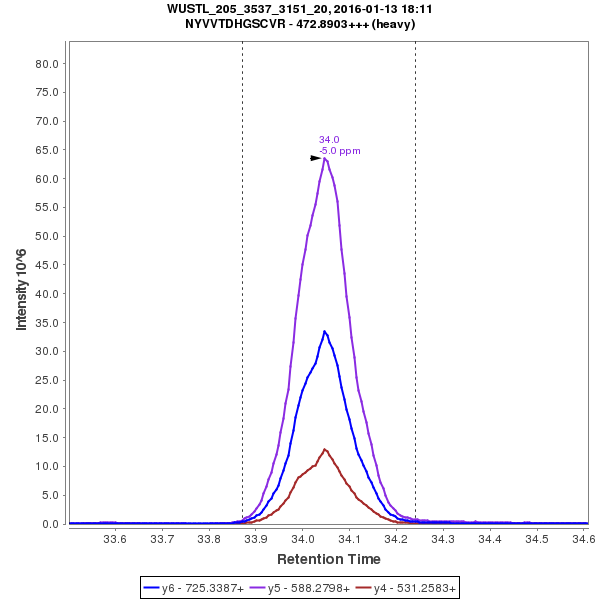 WUSTL_205_3537_3151_20, 2016-01-13 18:11
NYVVTDHGSCVR - 472.8903+++ (heavy)
80.0
75.0
70.0
65.0
60.0
55.0
50.0
45.0
40.0
35.0
30.0
25.0
20.0
15.0
10.0
5.0
0.0
Intensity 10^6
34.0
-5.0 ppm
33.6 33.7 33.8 33.9 34.0 34.1 34.2 34.3 34.4 34.5 34.6
Retention Time
y6 - 725.3387+ y5 - 588.2798+ y4 - 531.2583+